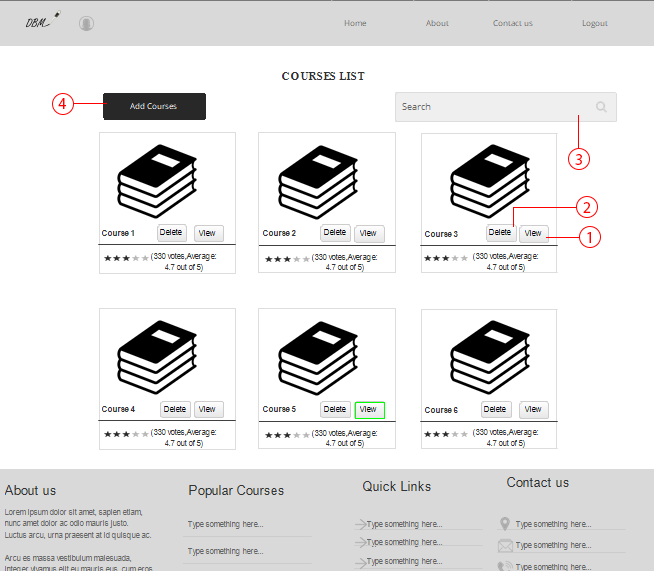 DBM
Home About Contact us Logout
COURSES LIST
4 Add Courses Search
3
2
1
Course 1 Delete View
(330 votes,Average:
4.7 out of 5)
Course 2 Delete View
(330 votes,Average:
4.7 out of 5)
Course 3 Delete View
(330 votes,Average:
4.7 out of 5)
Course 4 Delete View
(330 votes,Average:
4.7 out of 5)
Course 5 Delete View
(330 votes,Average:
4.7 out of 5)
Course 6 Delete View
(330 votes,Average:
4.7 out of 5)
About us
Lorem ipsum dolor sit amet, sapien etiam,
nunc amet dolor ac odio mauris justo.
Luctus arcu, urna praesent at id quisque ac.
Arcu es massa vestibulum malesuada,
integer vivamus elit eu mauris eus, cum eros
Popular Courses
Type something here...
Type something here...
Quick Links
Type something here...
Type something here...
Type something here...
Contact us
Type something here...
Type something here...
Type something here...